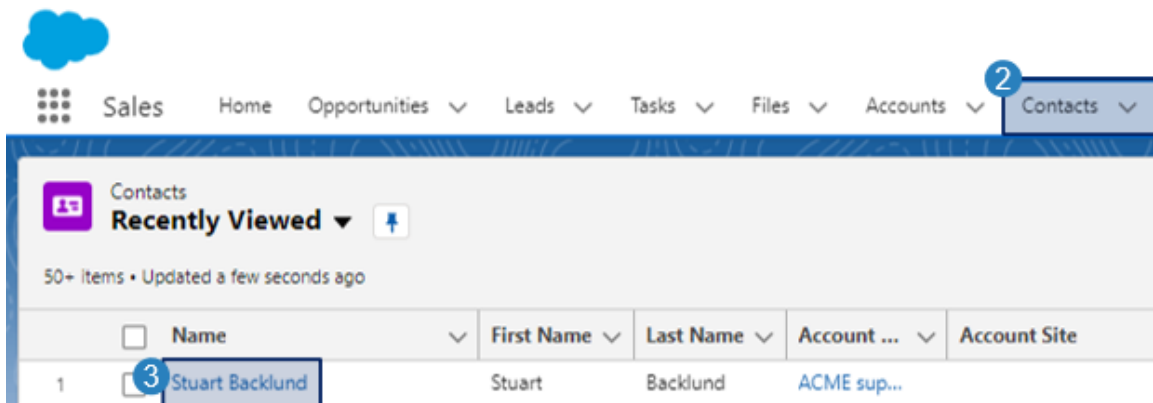 2
Sales Home Opportunities Leads Tasks Files Accounts Contacts
Contacts
Recently Viewed
50+ items • Updated a few seconds ago
Name First Name Last Name Account ... Account Site
1 3 Stuart Backlund Stuart Backlund ACME sup...